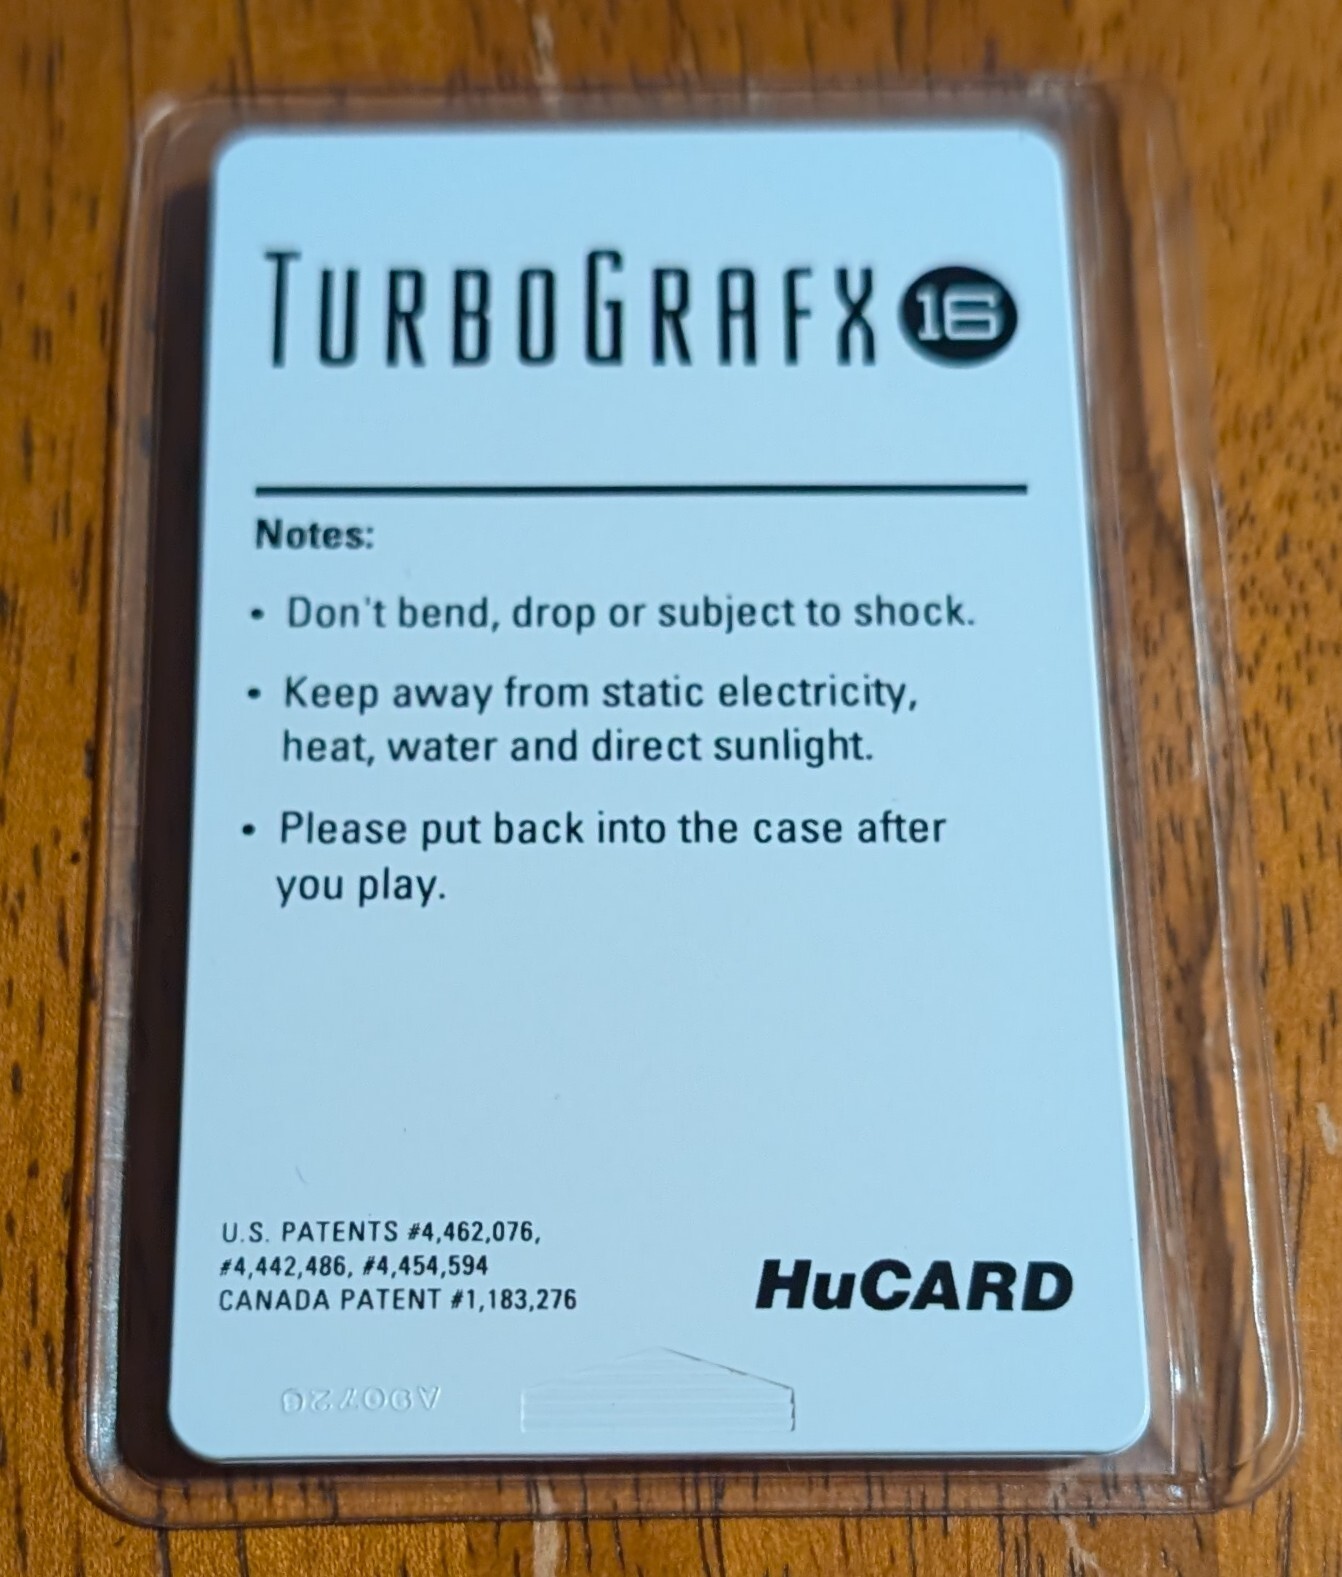 TURBOGRAFX 16
Notes:
• Don't bend, drop or subject to shock.
• Keep away from static electricity,
heat, water and direct sunlight.
• Please put back into the case after
you play.
U.S. PATENTS #4,462,076,
#4,442,486, #4,454,594
CANADA PATENT #1,183,276
HuCARD